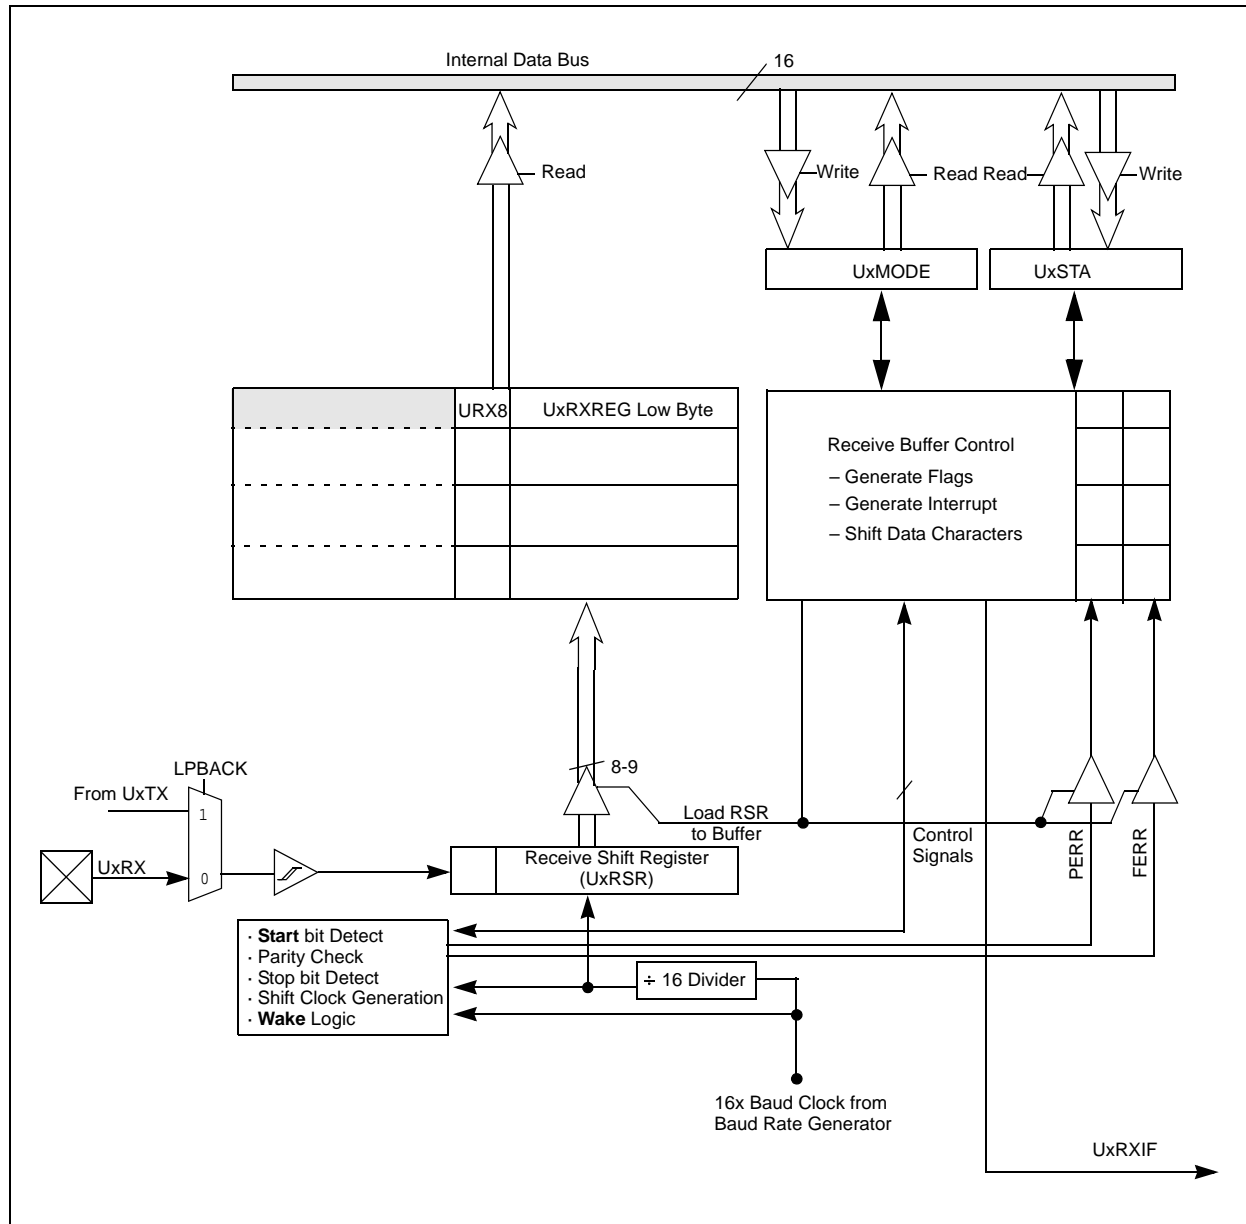 Internal Data Bus
16
Read
Write
Read Read
Write
UxMODE
UxSTA
URX8
UxRXREG Low Byte
Receive Buffer Control
– Generate Flags
– Generate Interrupt
– Shift Data Characters
8-9
LPBACK
From UxTX
1
0
UxRX
Load RSR
to Buffer
Control
Signals
PERR
FERR
Receive Shift Register
(UxRSR)
· Start bit Detect
· Parity Check
· Stop bit Detect
· Shift Clock Generation
· Wake Logic
÷ 16 Divider
16x Baud Clock from
Baud Rate Generator
UxRXIF